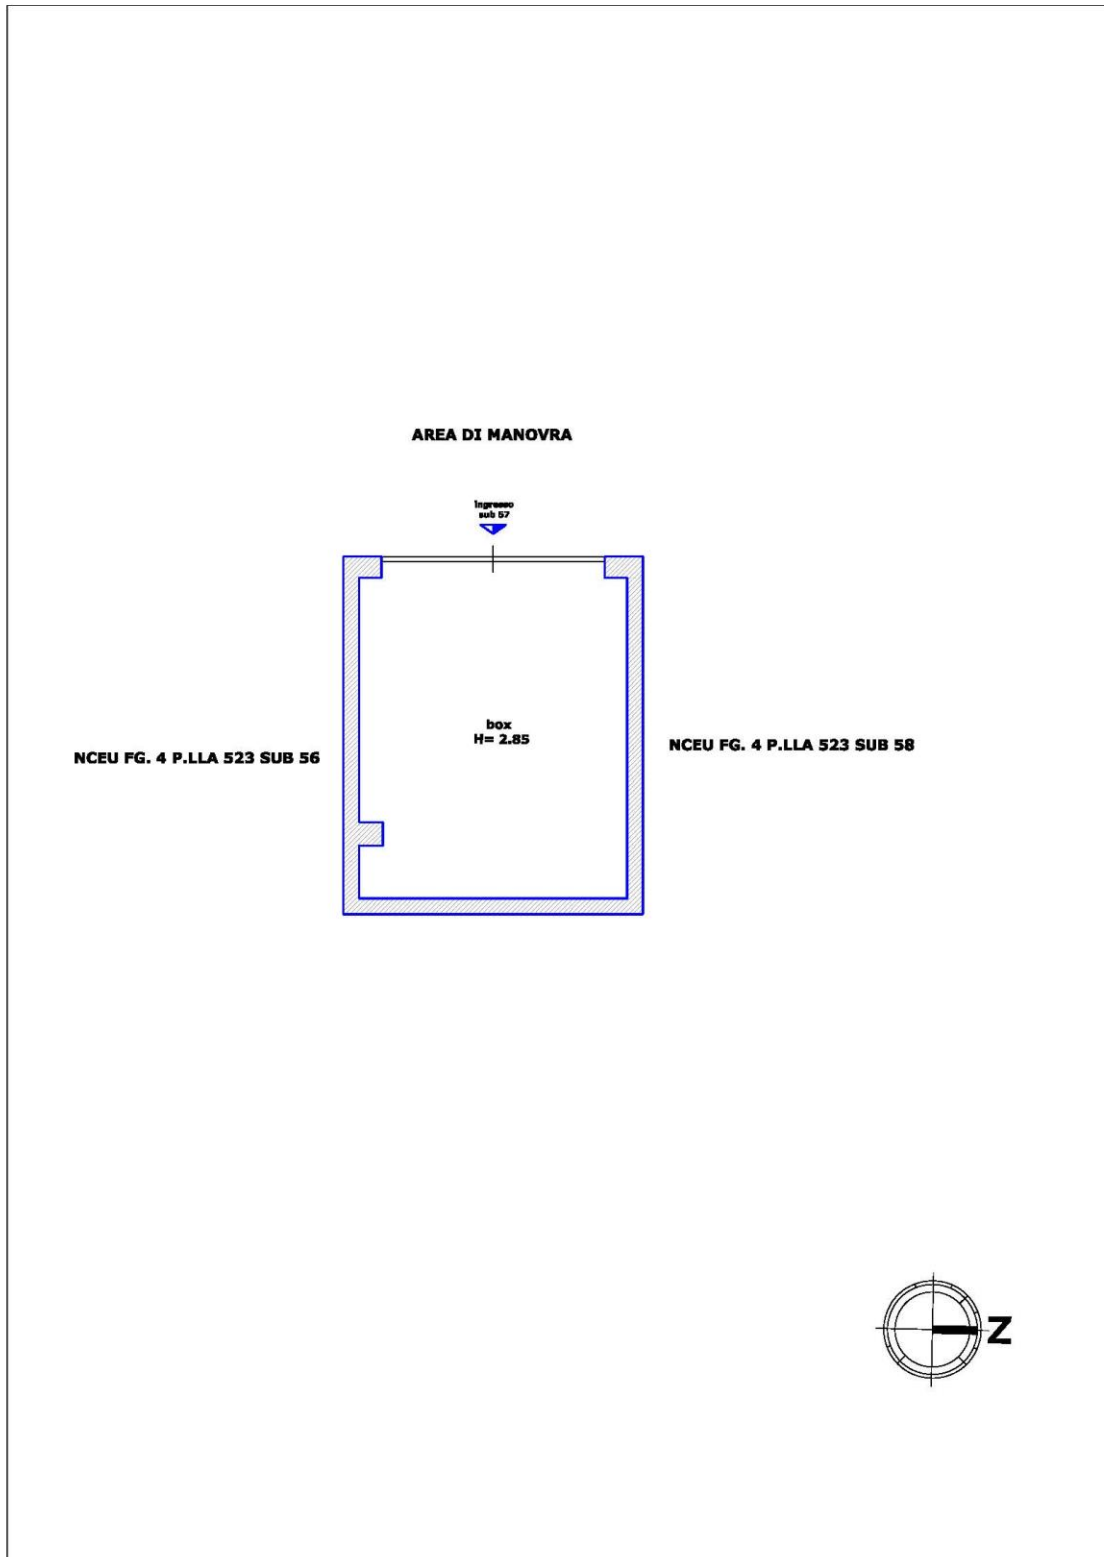 AREA DI MANOVRA
ingresso
sub 57
box
H= 2.85
NCEU FG. 4 P.LLA 523 SUB 56
NCEU FG. 4 P.LLA 523 SUB 58
N